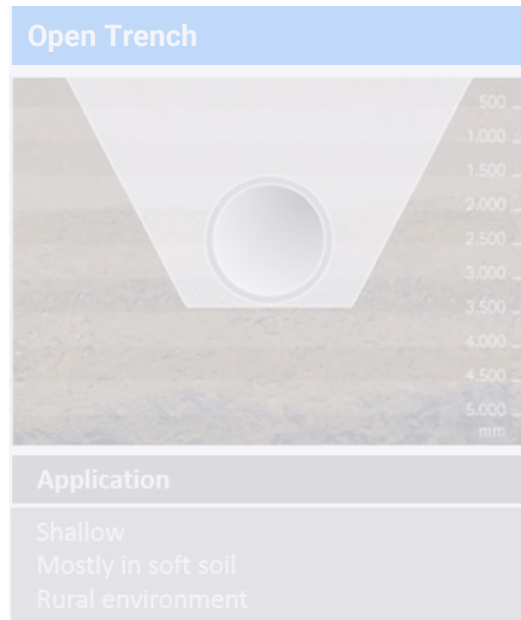 Open Trench
500
1.000
1.500
2.000
2.500
3.000
3.500
4.000
4.500
5.000
mm
Application
Shallow
Mostly in soft soil
Rural environment